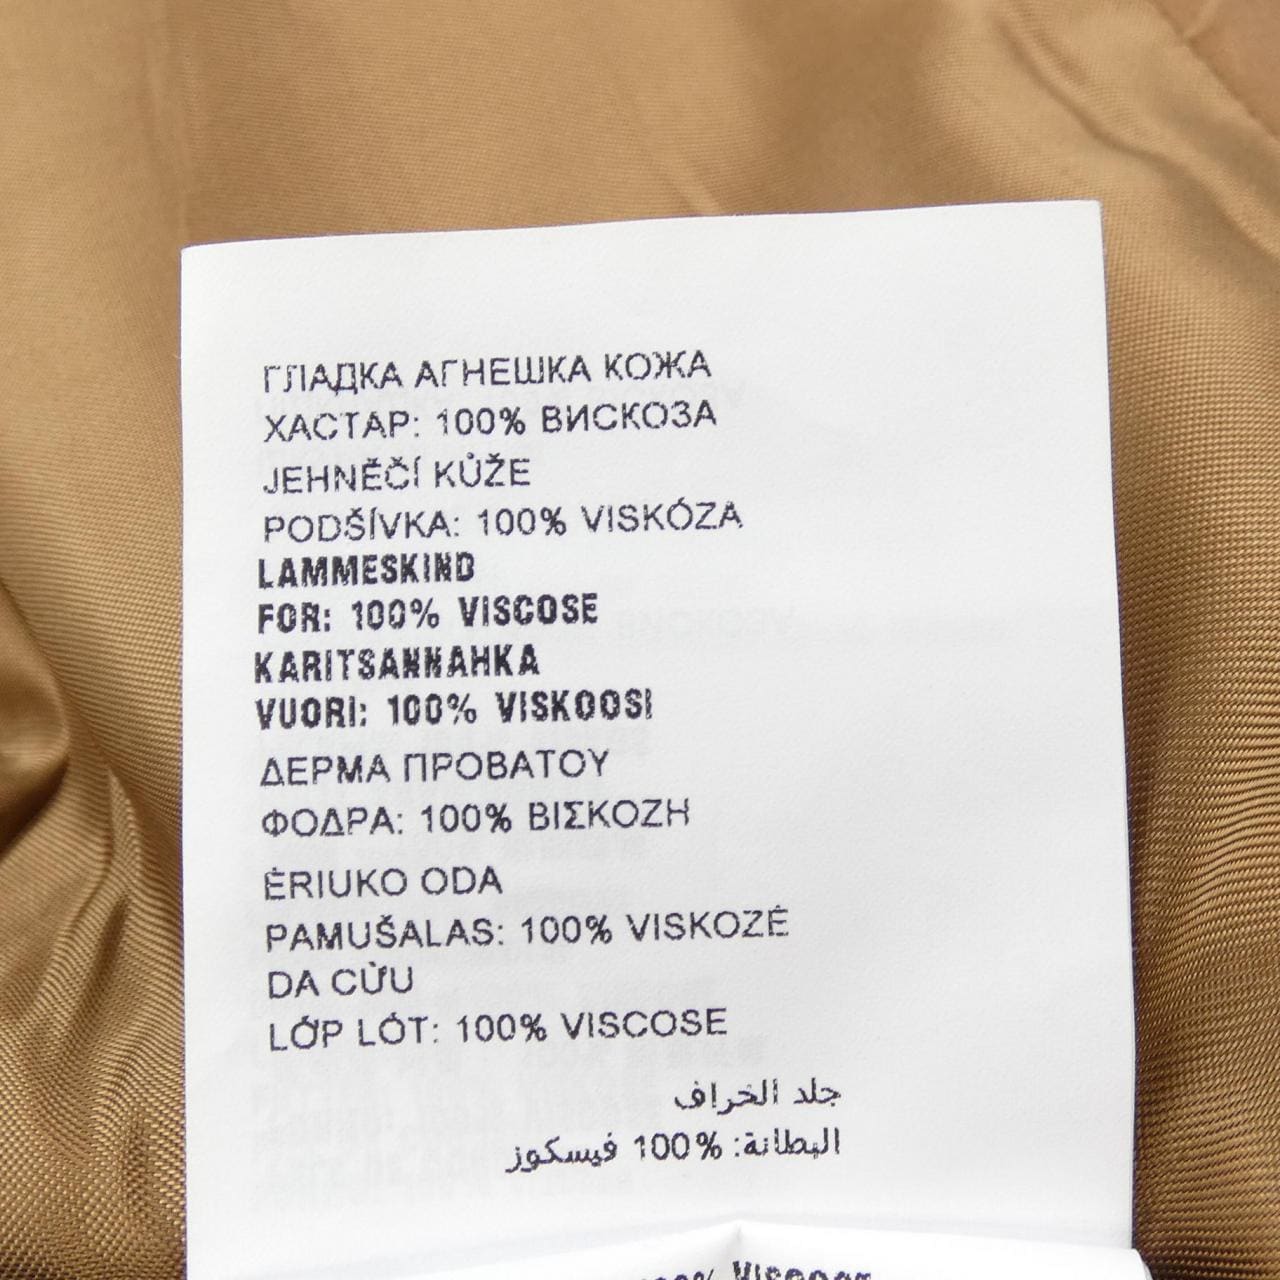 ГЛАДКА АГНЕШКА КОЖА
ХАСТАР: 100% ВИСКОЗА
JEHNĚČÍ KŮŽE
PODŠÍVKA: 100% VISKÓZA
LAMMESKIND
FOR: 100% VISCOSE
KARITSANNAHKA
VUORI: 100% VISKOOSI
ΔΕΡΜΑ ΠΡΟΒΑΤΟΥ
ΦΟΔΡΑ: 100% ΒΙΣΚΟΖΗ
ĖRIUKO ODA
PAMUŠALAS: 100% VISKOZĖ
DA CỪU
LỚP LÓT: 100% VISCOSE
جلد الخراف
البطانة: 100% فيسكوز
% VISCOSE